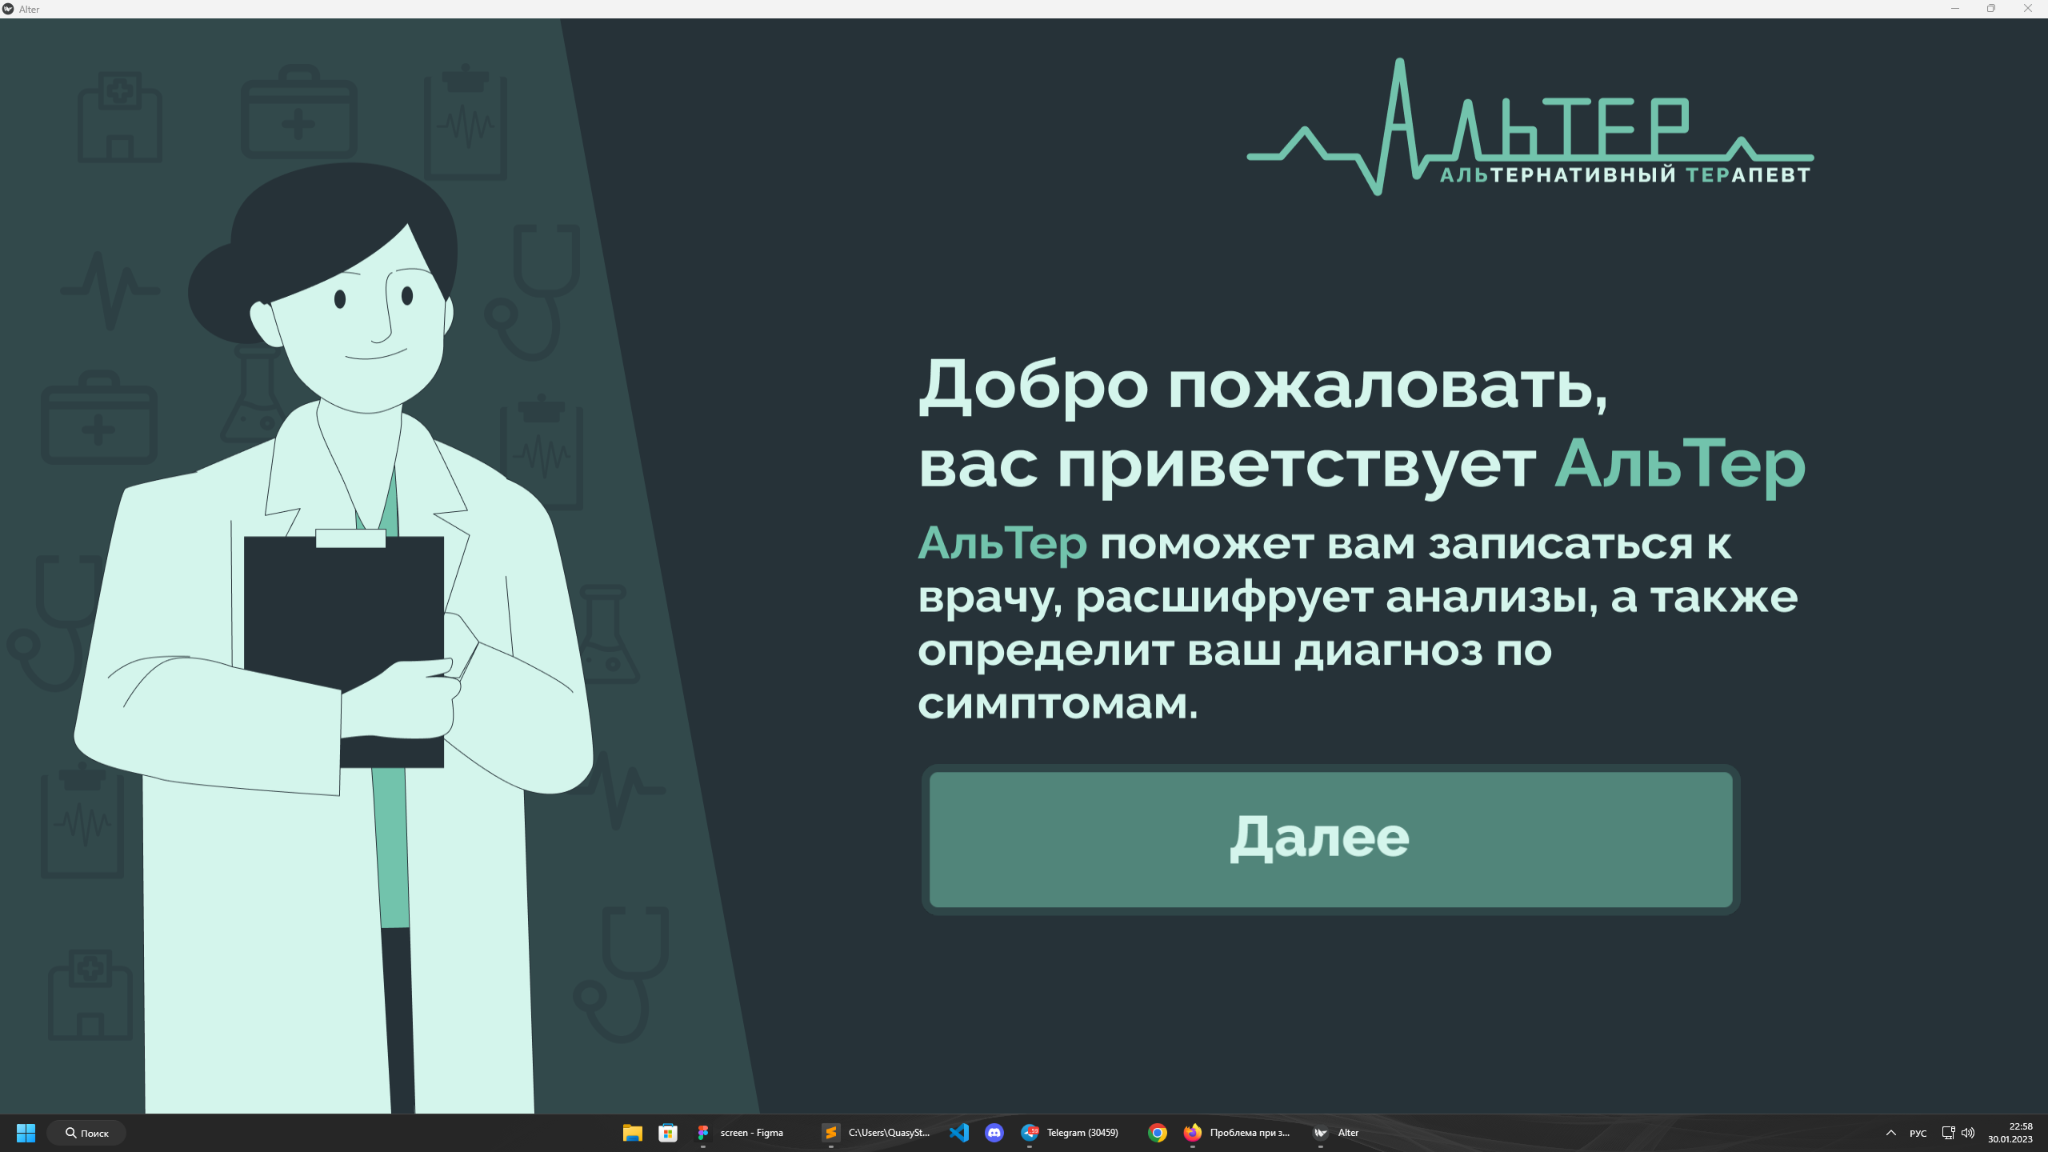 Alter
АЛЬТЕР
АЛЬТЕРНАТИВНЫЙ ТЕРАПЕВТ
Добро пожаловать,
вас приветствует АльТер
АльТер поможет вам записаться к
врачу, расшифрует анализы, а также
определит ваш диагноз по
симптомам.
Далее
Поиск
screen - Figma
C:\Users\QuasySt...
Telegram (30459)
Проблема при з...
Alter
РУС
22:58
30.01.2023